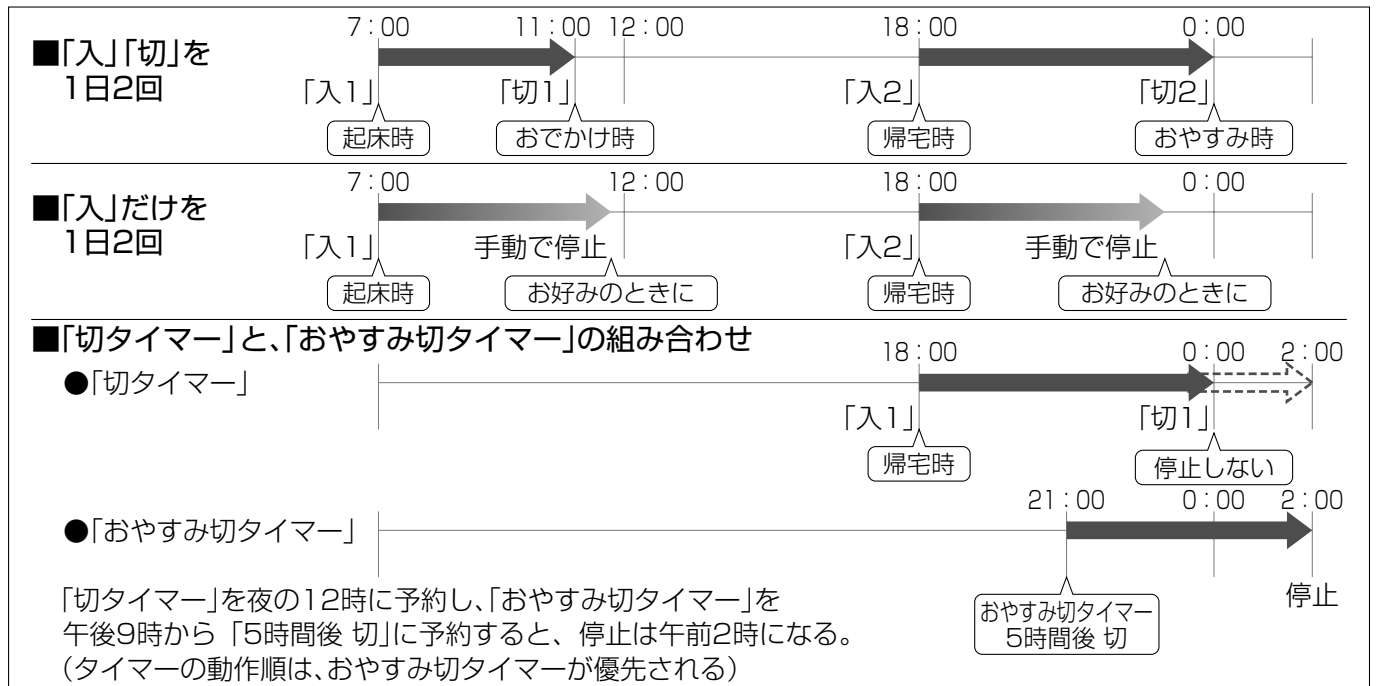 7：00 11：00 12：00 18：00 0：00
■「入」「切」を
1日2回
「入1」 「切1」 「入2」 「切2」
起床時 おでかけ時 帰宅時 おやすみ時
7：00 12：00 18：00 0：00
■「入」だけを
1日2回
「入1」 手動で停止 「入2」 手動で停止
起床時 お好みのときに 帰宅時 お好みのときに
■「切タイマー」と、「おやすみ切タイマー」の組み合わせ
18：00 0：00 2：00
●「切タイマー」
「入1」 「切1」
帰宅時 停止しない
21：00 0：00 2：00
●「おやすみ切タイマー」
停止
おやすみ切タイマー
5時間後 切
「切タイマー」を夜の12時に予約し、「おやすみ切タイマー」を
午後9時から「5時間後 切」に予約すると、停止は午前2時になる。
（タイマーの動作順は、おやすみ切タイマーが優先される）